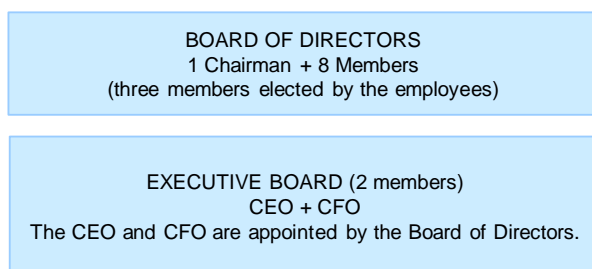 BOARD OF DIRECTORS
1 Chairman + 8 Members
(three members elected by the employees)
EXECUTIVE BOARD (2 members)
CEO + CFO
The CEO and CFO are appointed by the Board of Directors.